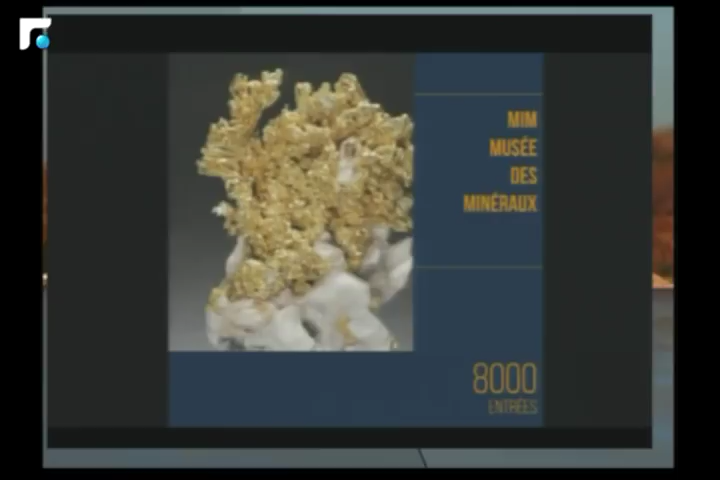 MIM
MUSÉE
DES
MINÉRAUX
8000
ENTRÉES